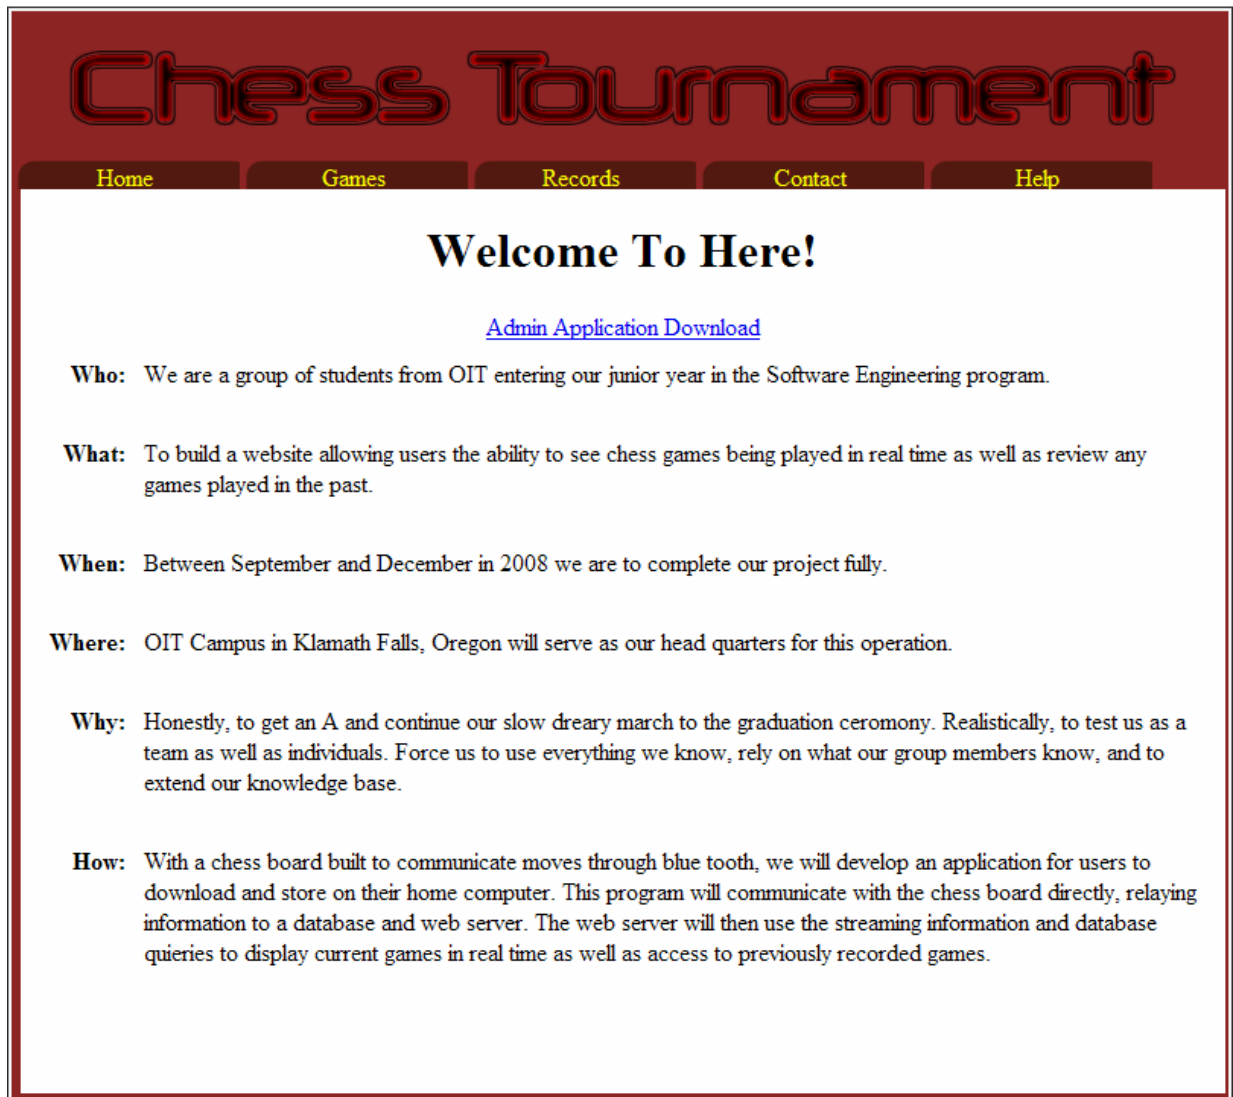 Chess Tournament
Home Games Records Contact Help
Welcome To Here!
Admin Application Download
Who: We are a group of students from OIT entering our junior year in the Software Engineering program.
What: To build a website allowing users the ability to see chess games being played in real time as well as review any
games played in the past.
When: Between September and December in 2008 we are to complete our project fully.
Where: OIT Campus in Klamath Falls, Oregon will serve as our head quarters for this operation.
Why: Honestly, to get an A and continue our slow dreary march to the graduation ceromony. Realistically, to test us as a
team as well as individuals. Force us to use everything we know, rely on what our group members know, and to
extend our knowledge base.
How: With a chess board built to communicate moves through blue tooth, we will develop an application for users to
download and store on their home computer. This program will communicate with the chess board directly, relaying
information to a database and web server. The web server will then use the streaming information and database
quieries to display current games in real time as well as access to previously recorded games.